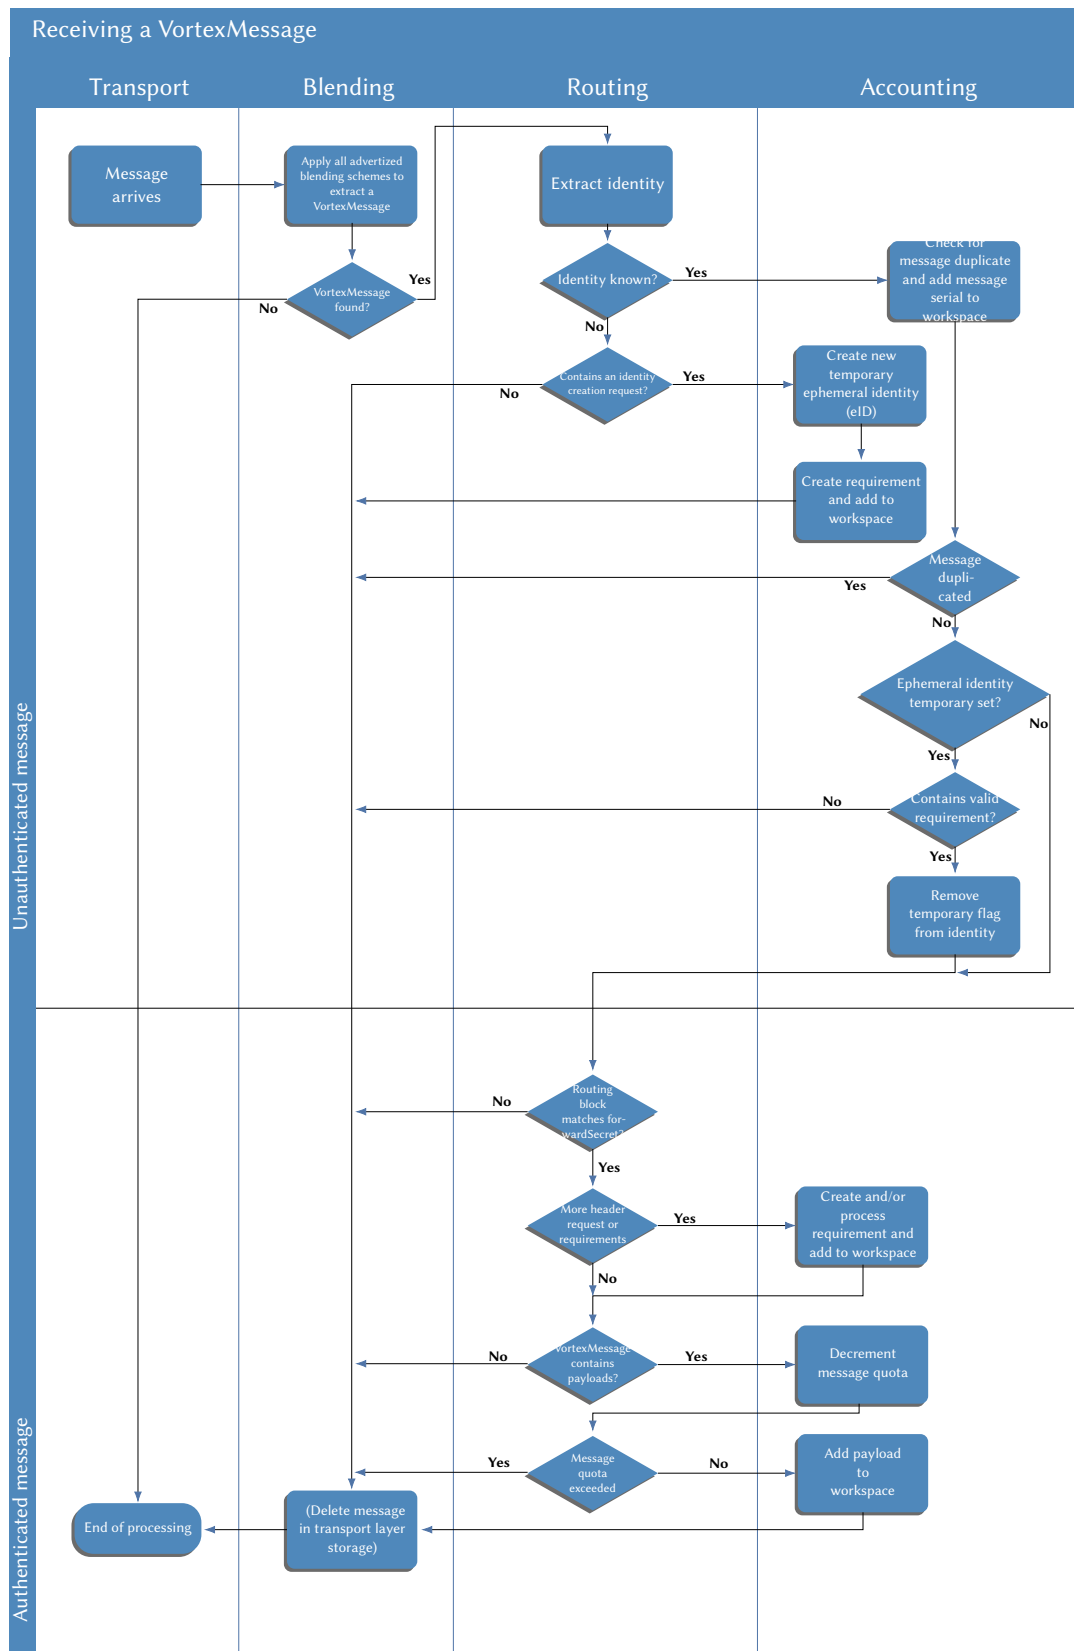 Receiving a VortexMessage
Transport
Blending
Routing
Accounting
Unauthenticated message
Message
arrives
Apply all advertized
blending schemes to
extract a
VortexMessage
Extract identity
VortexMessage
found?
Yes
No
Identity known?
Yes
No
Check for
message duplicate
and add message
serial to
workspace
Contains an identity
creation request?
Yes
No
Create new
temporary
ephemeral identity
(eID)
Create requirement
and add to
workspace
Message
dupli-
cated
Yes
No
Ephemeral identity
temporary set?
No
Yes
Contains valid
requirement?
No
Yes
Remove
temporary flag
from identity
Authenticated message
Routing
block
matches for-
wardSecret?
No
Yes
More header
request or
requirements
Yes
No
Create and/or
process
requirement and
add to workspace
VortexMessage
contains
payloads?
No
Yes
Decrement
message quota
Message
quota
exceeded
Yes
No
Add payload
to
workspace
(Delete message
in transport layer
storage)
End of processing